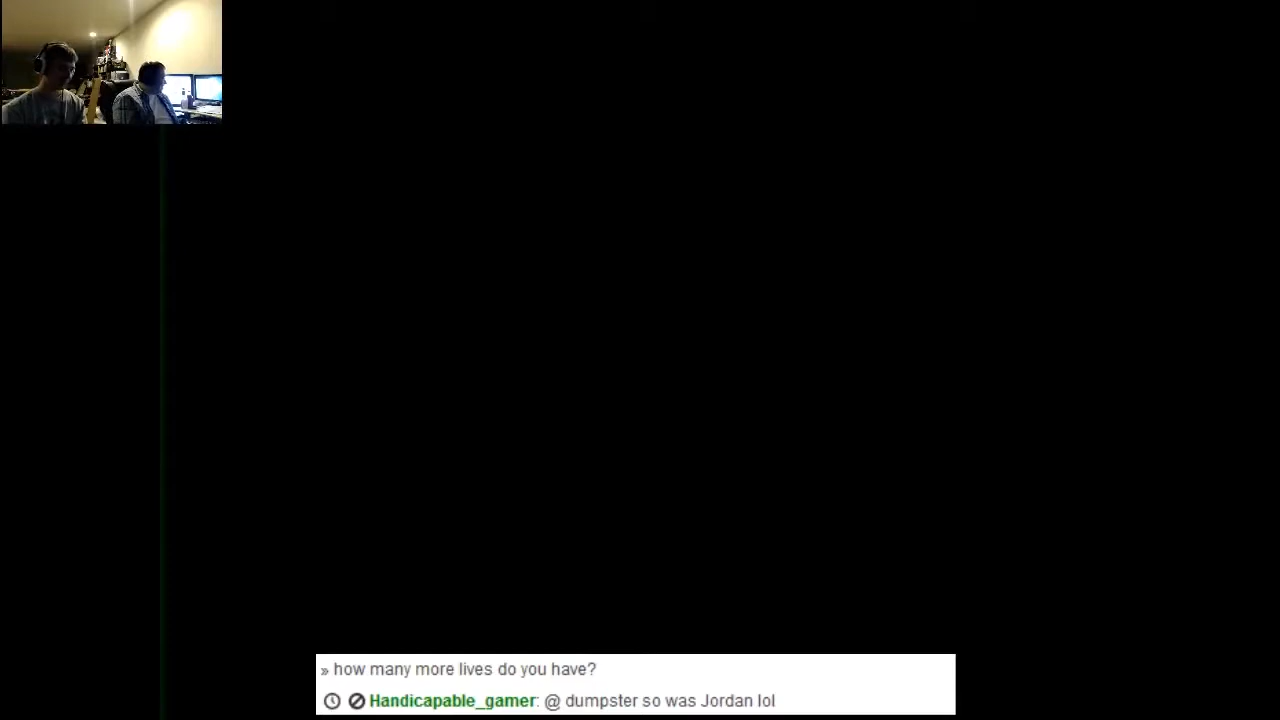 » how many more lives do you have?
Handicapable_gamer: @ dumpster so was Jordan lol